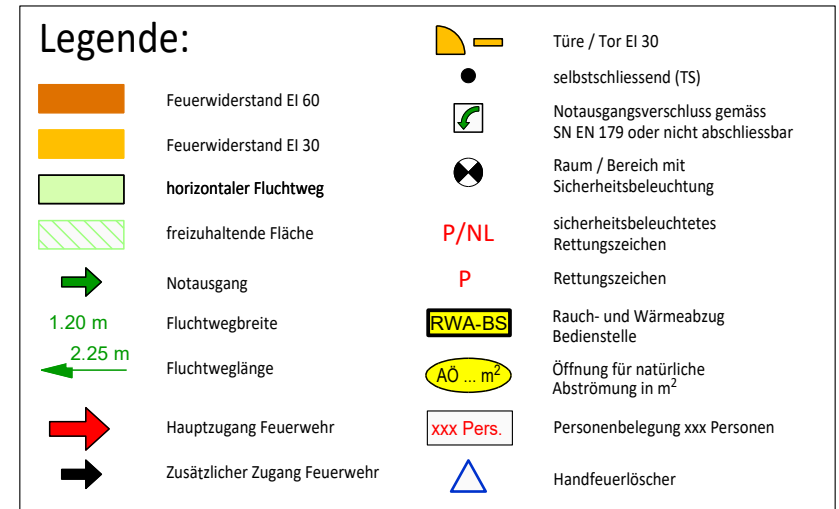 Legende:
Feuerwiderstand EI 60
Feuerwiderstand EI 30
horizontaler Fluchtweg
freizuhaltende Fläche
Notausgang
1.20 m
Fluchtwegbreite
2.25 m
Fluchtweglänge
Hauptzugang Feuerwehr
Zusätzlicher Zugang Feuerwehr
Türe / Tor EI 30
selbstschliessend (TS)
Notausgangsverschluss gemäss
SN EN 179 oder nicht abschliessbar
Raum / Bereich mit
Sicherheitsbeleuchtung
P/NL
sicherheitsbeleuchtetes
Rettungszeichen
P
Rettungszeichen
RWA-BS
Rauch- und Wärmeabzug
Bedienstelle
AÖ ... m²
Öffnung für natürliche
Abströmung in m²
xxx Pers.
Personenbelegung xxx Personen
Handfeuerlöscher